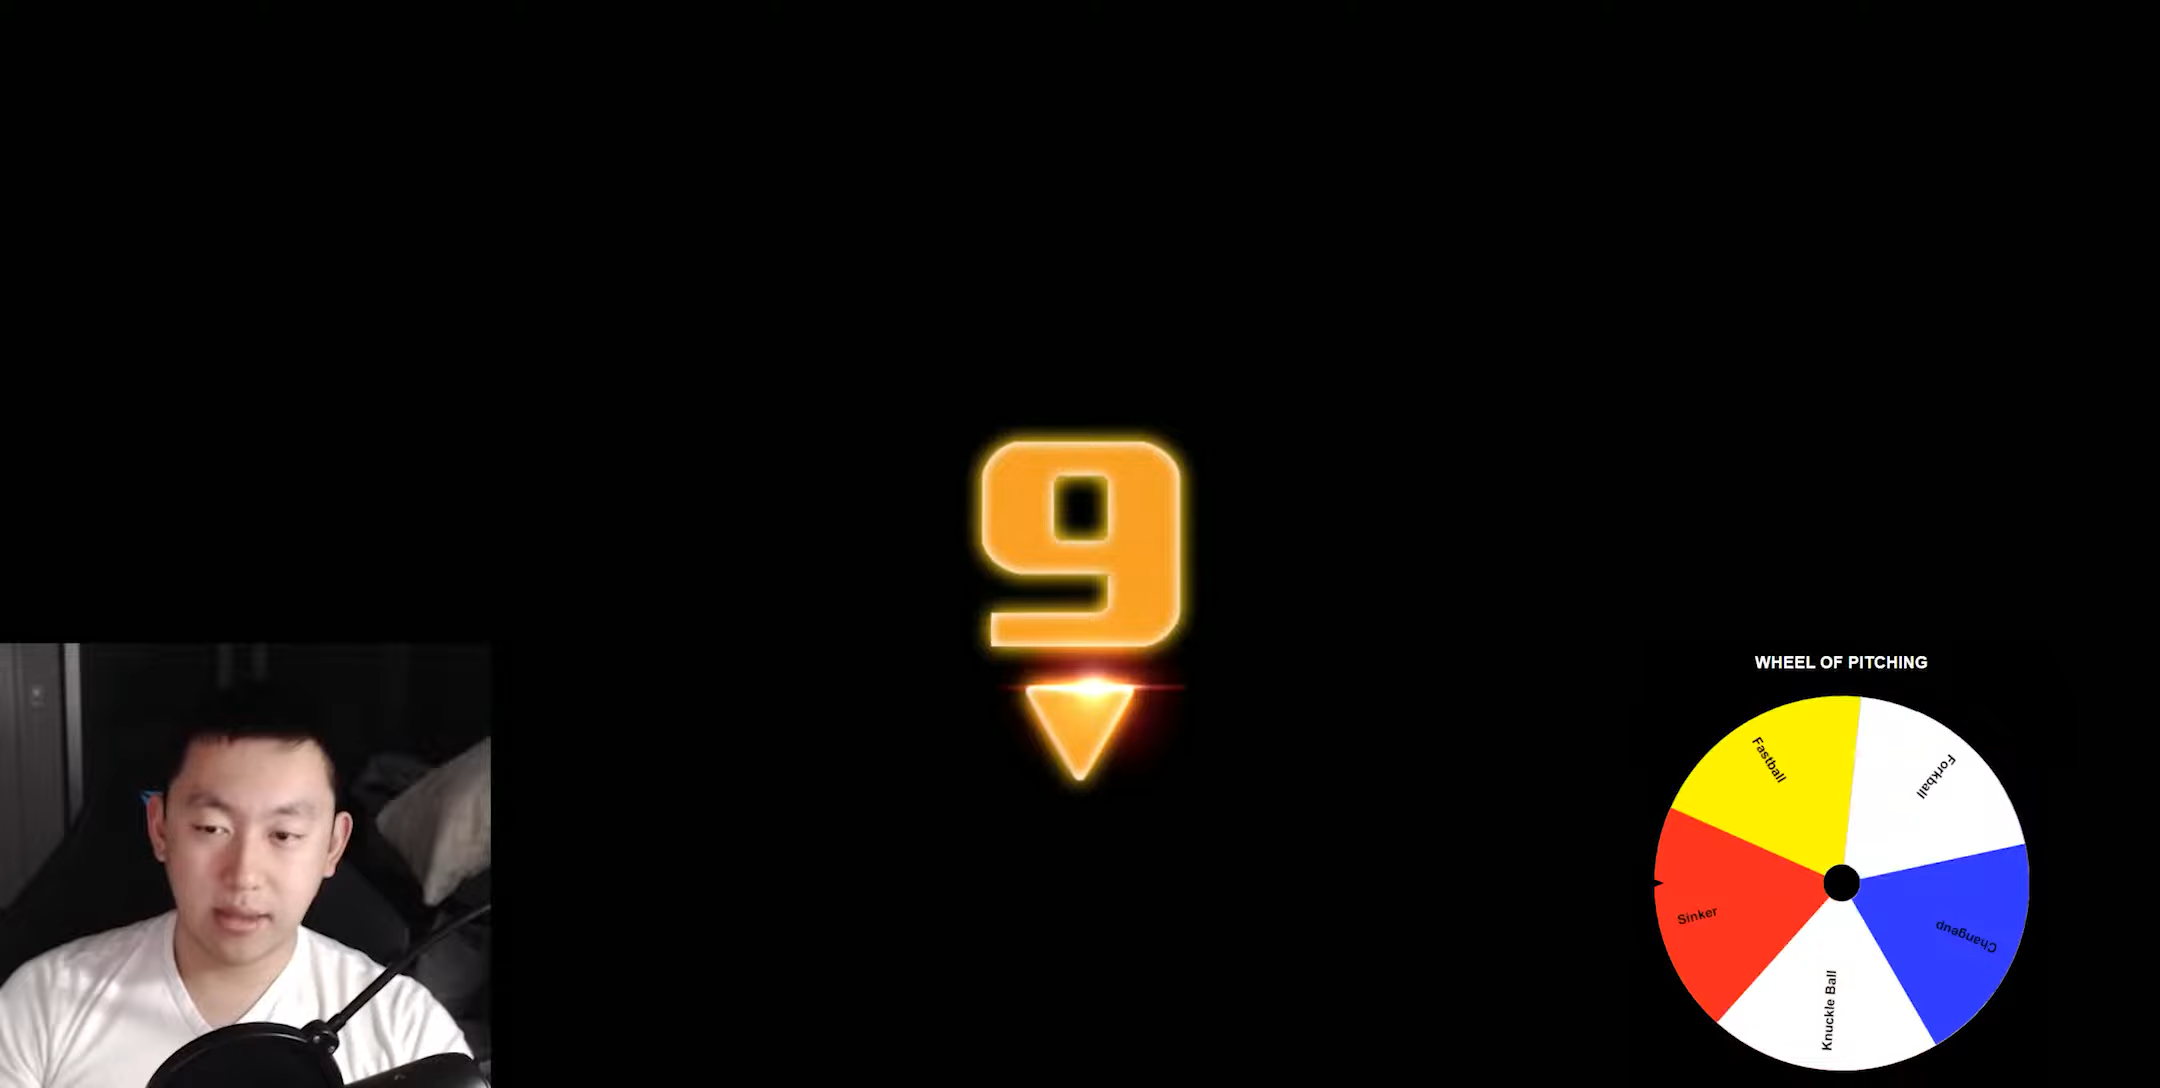 9
WHEEL OF PITCHING
Fastball
Forkball
Sinker
Changeup
Knuckle Ball